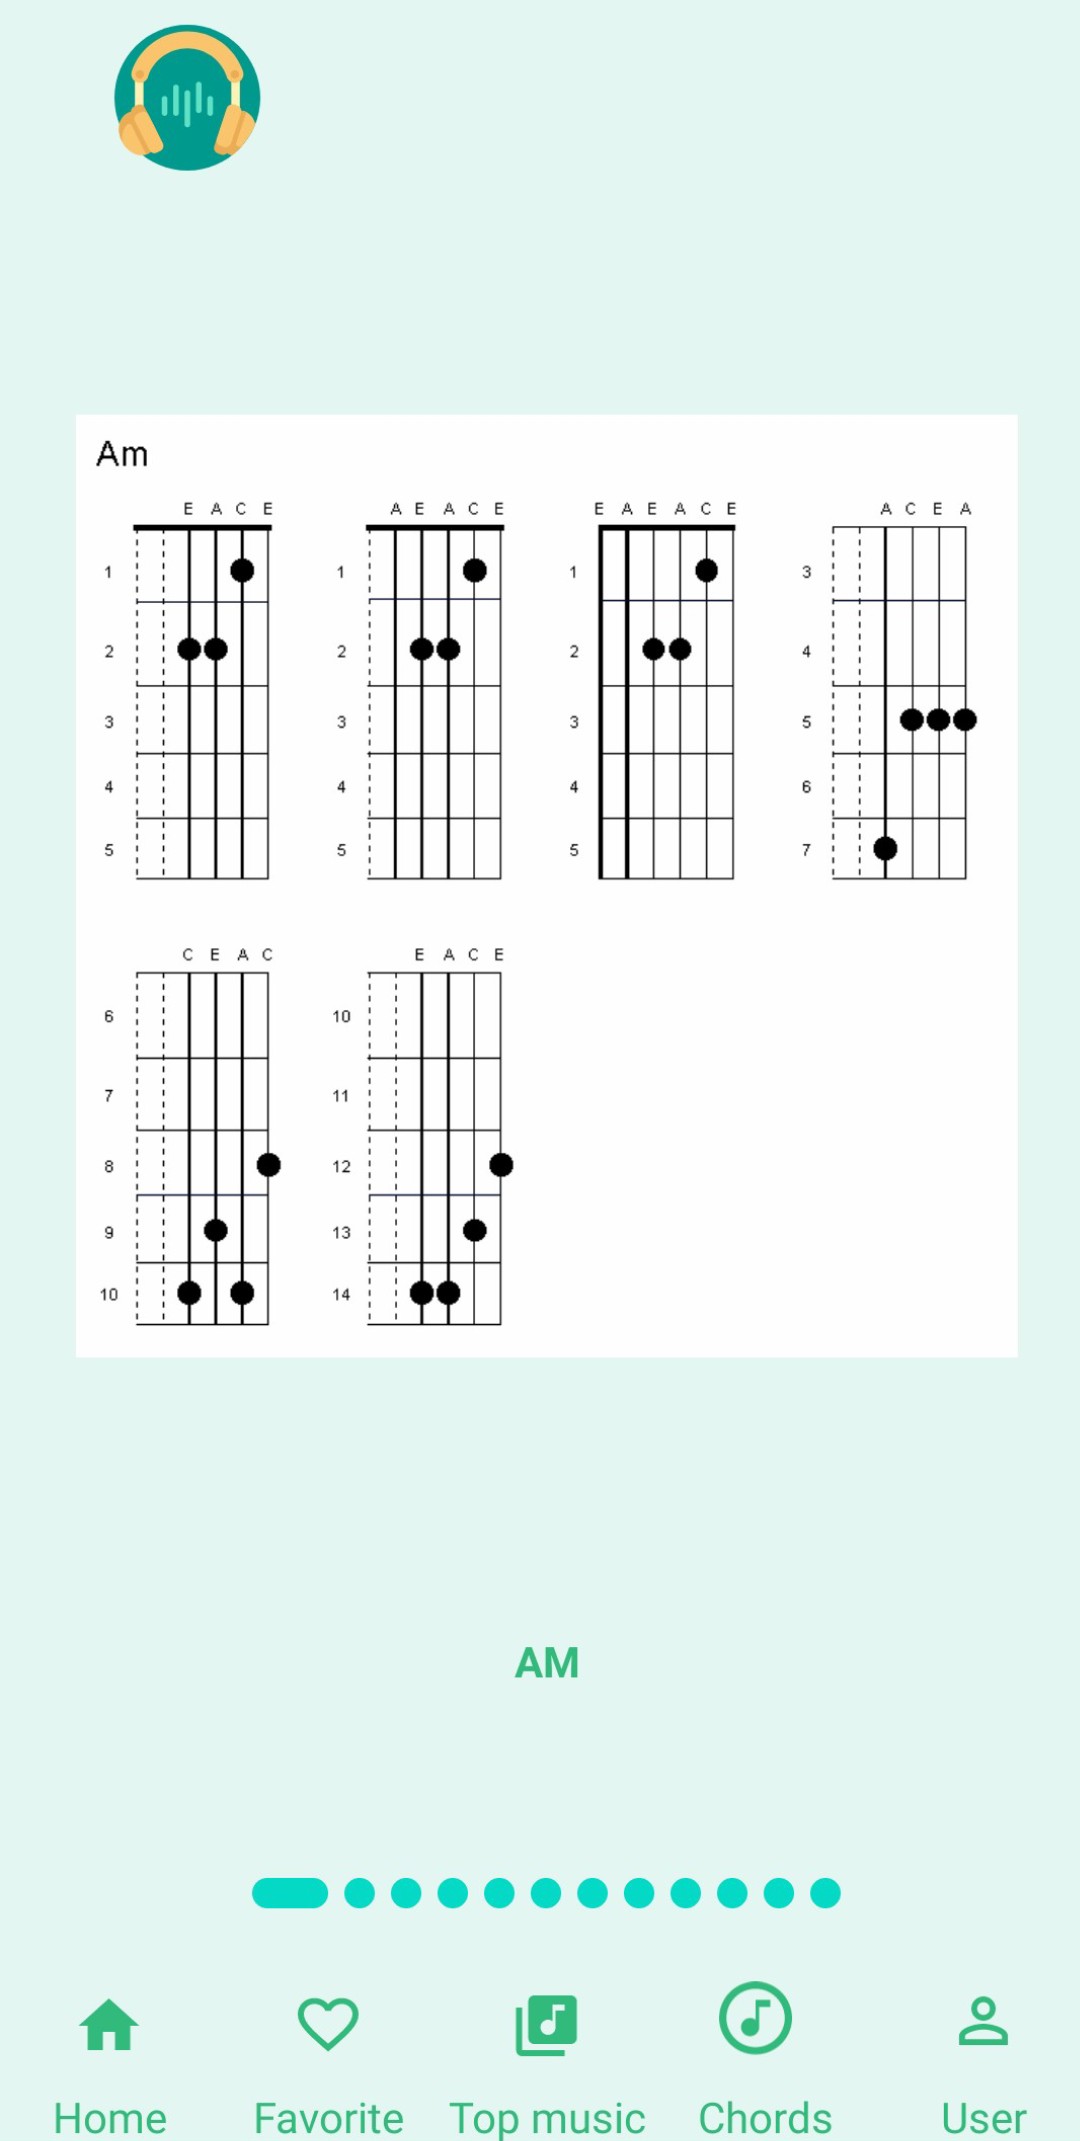 Am
E A C E
A E A C E
E A E A C E
A C E A
1 1 1 3
2 2 2 4
3 3 3 5
4 4 4 6
5 5 5 7
C E A C
E A C E
6 10
7 11
8 12
9 13
10 14
AM
Home Favorite Top music Chords User